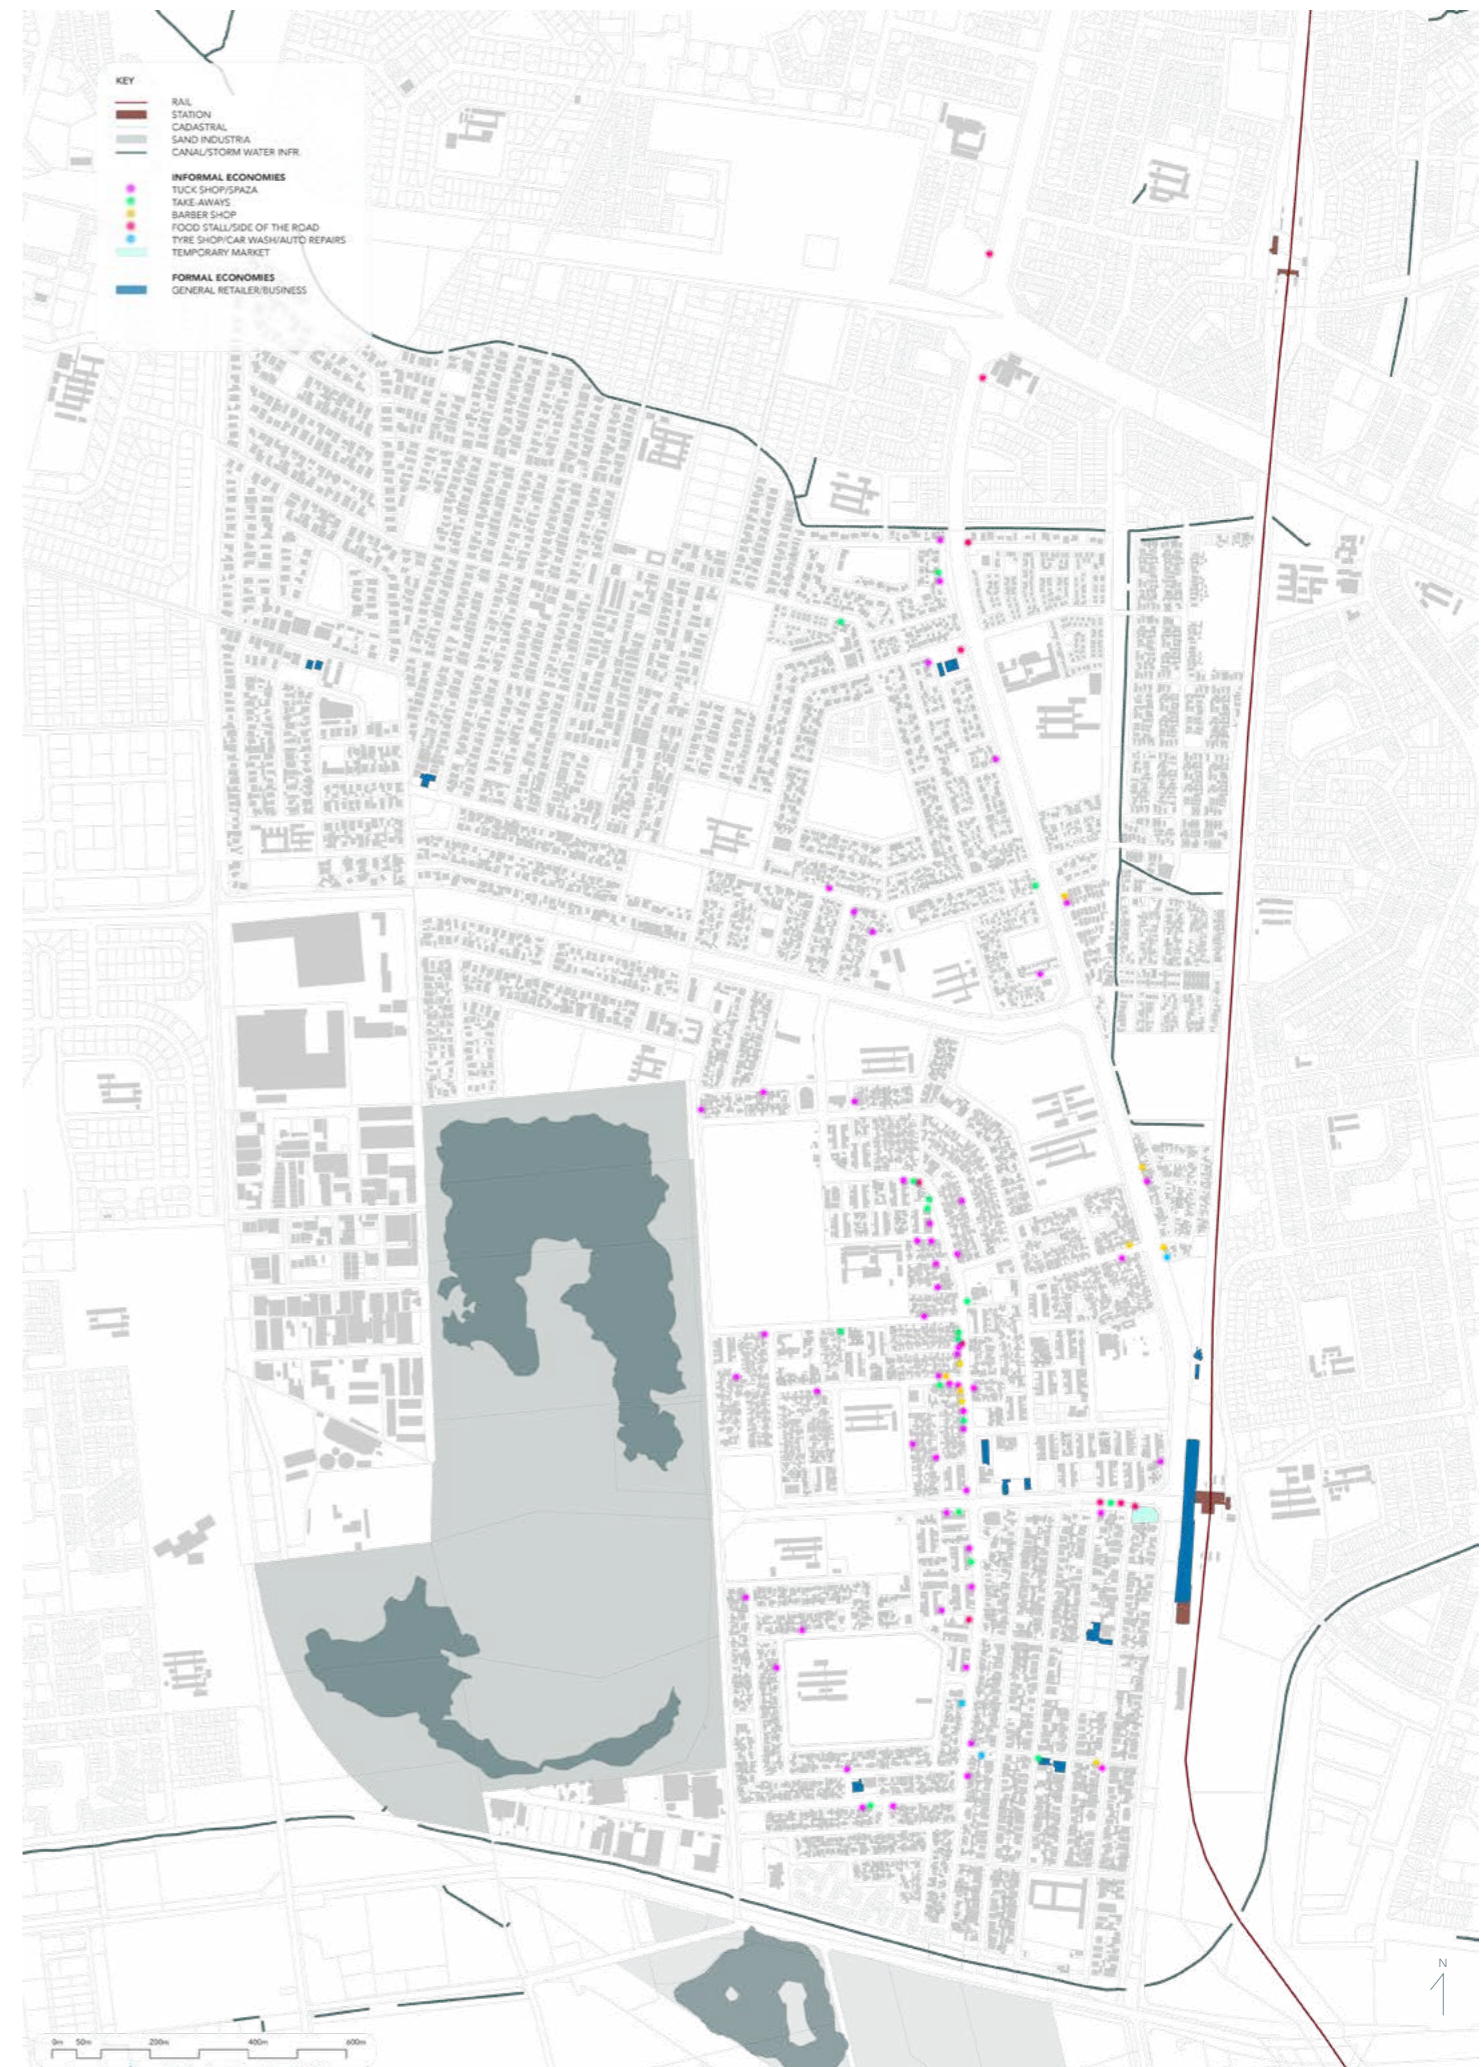 KEY
RAIL
STATION
CADASTRAL
SAND INDUSTRIA
CANAL/STORM WATER INFR.
INFORMAL ECONOMIES
TUCK SHOP/SPAZA
TAKE-AWAYS
BARBER SHOP
FOOD STALL/SIDE OF THE ROAD
TYRE SHOP/CAR WASH/AUTO REPAIRS
TEMPORARY MARKET
FORMAL ECONOMIES
GENERAL RETAILER/BUSINESS
N
0m 50m 200m 400m 600m